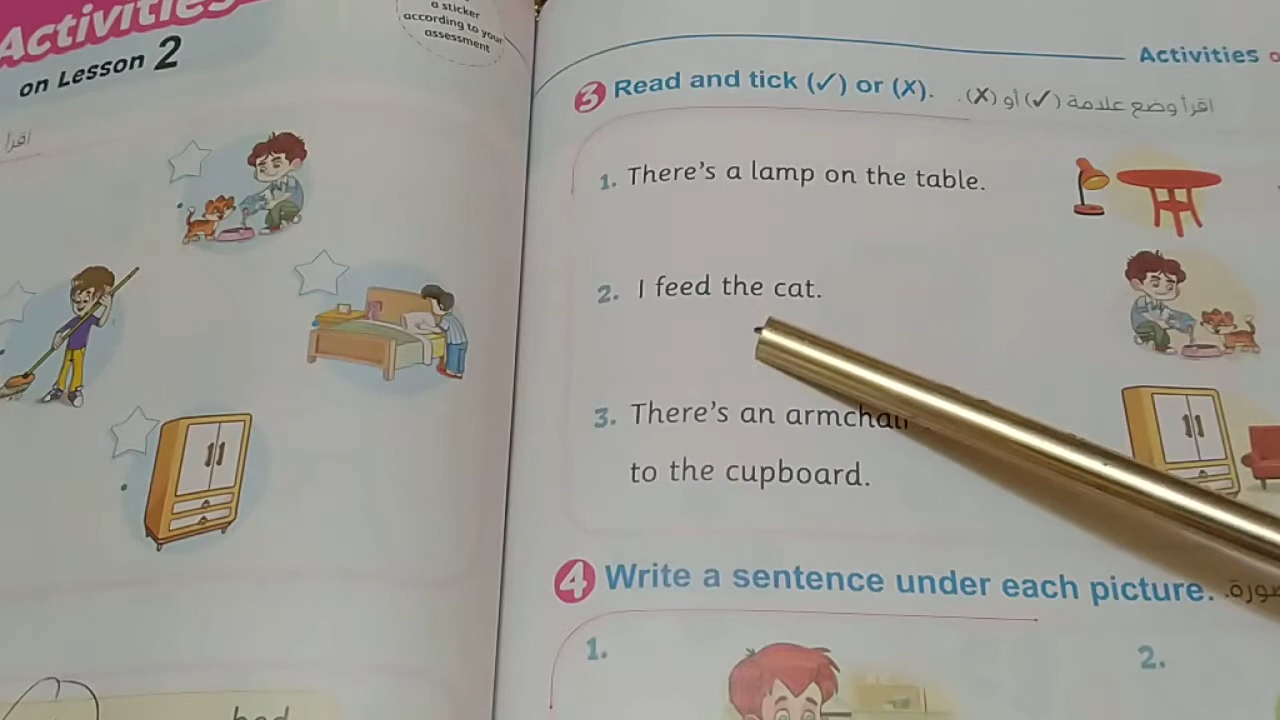 Activities
on Lesson 2
a sticker
according to your
assessment
اقرأ
Activities
3 Read and tick (✓) or (X).
اقرأ وضع علامة (✓) أو (X).
1. There's a lamp on the table.
2. I feed the cat.
3. There's an armchair
to the cupboard.
4 Write a sentence under each picture.
1.
2.